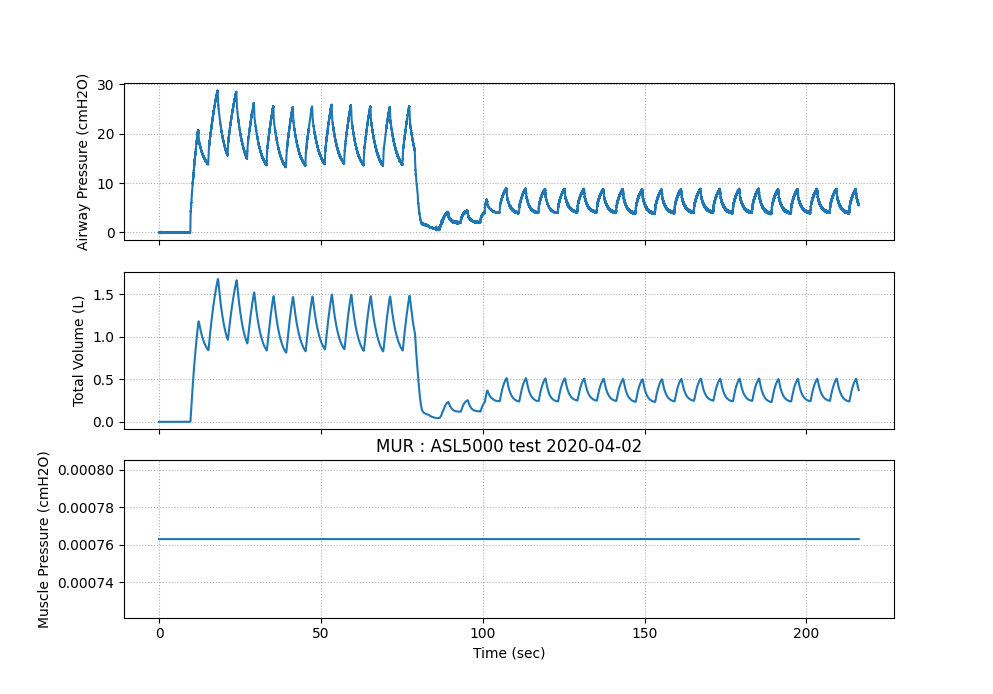 30
20
10
0
Airway Pressure (cmH2O)
1.5
1.0
0.5
0.0
Total Volume (L)
MUR : ASL5000 test 2020-04-02
0.00080
0.00078
0.00076
0.00074
Muscle Pressure (cmH2O)
0 50 100 150 200
Time (sec)